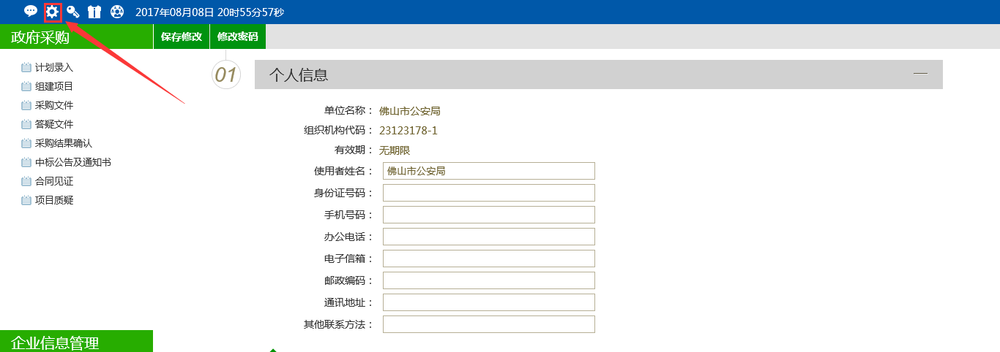 2017年08月08日 20时55分57秒
政府采购
保存修改 修改密码
计划录入
组建项目
采购文件
答疑文件
采购结果确认
中标公告及通知书
合同见证
项目质疑
企业信息管理
01 个人信息
单位名称： 佛山市公安局
组织机构代码： 23123178-1
有效期： 无期限
使用者姓名： 佛山市公安局
身份证号码：
手机号码：
办公电话：
电子信箱：
邮政编码：
通讯地址：
其他联系方法：